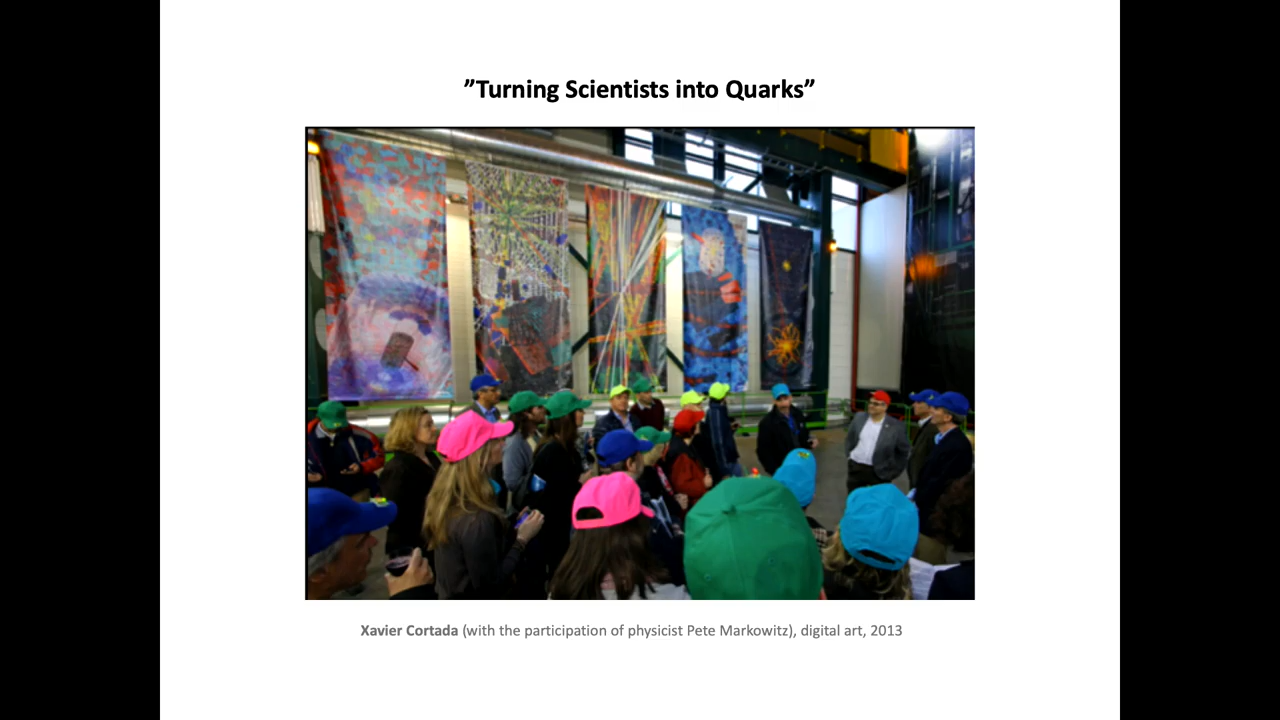 ”Turning Scientists into Quarks”
Xavier Cortada (with the participation of physicist Pete Markowitz), digital art, 2013